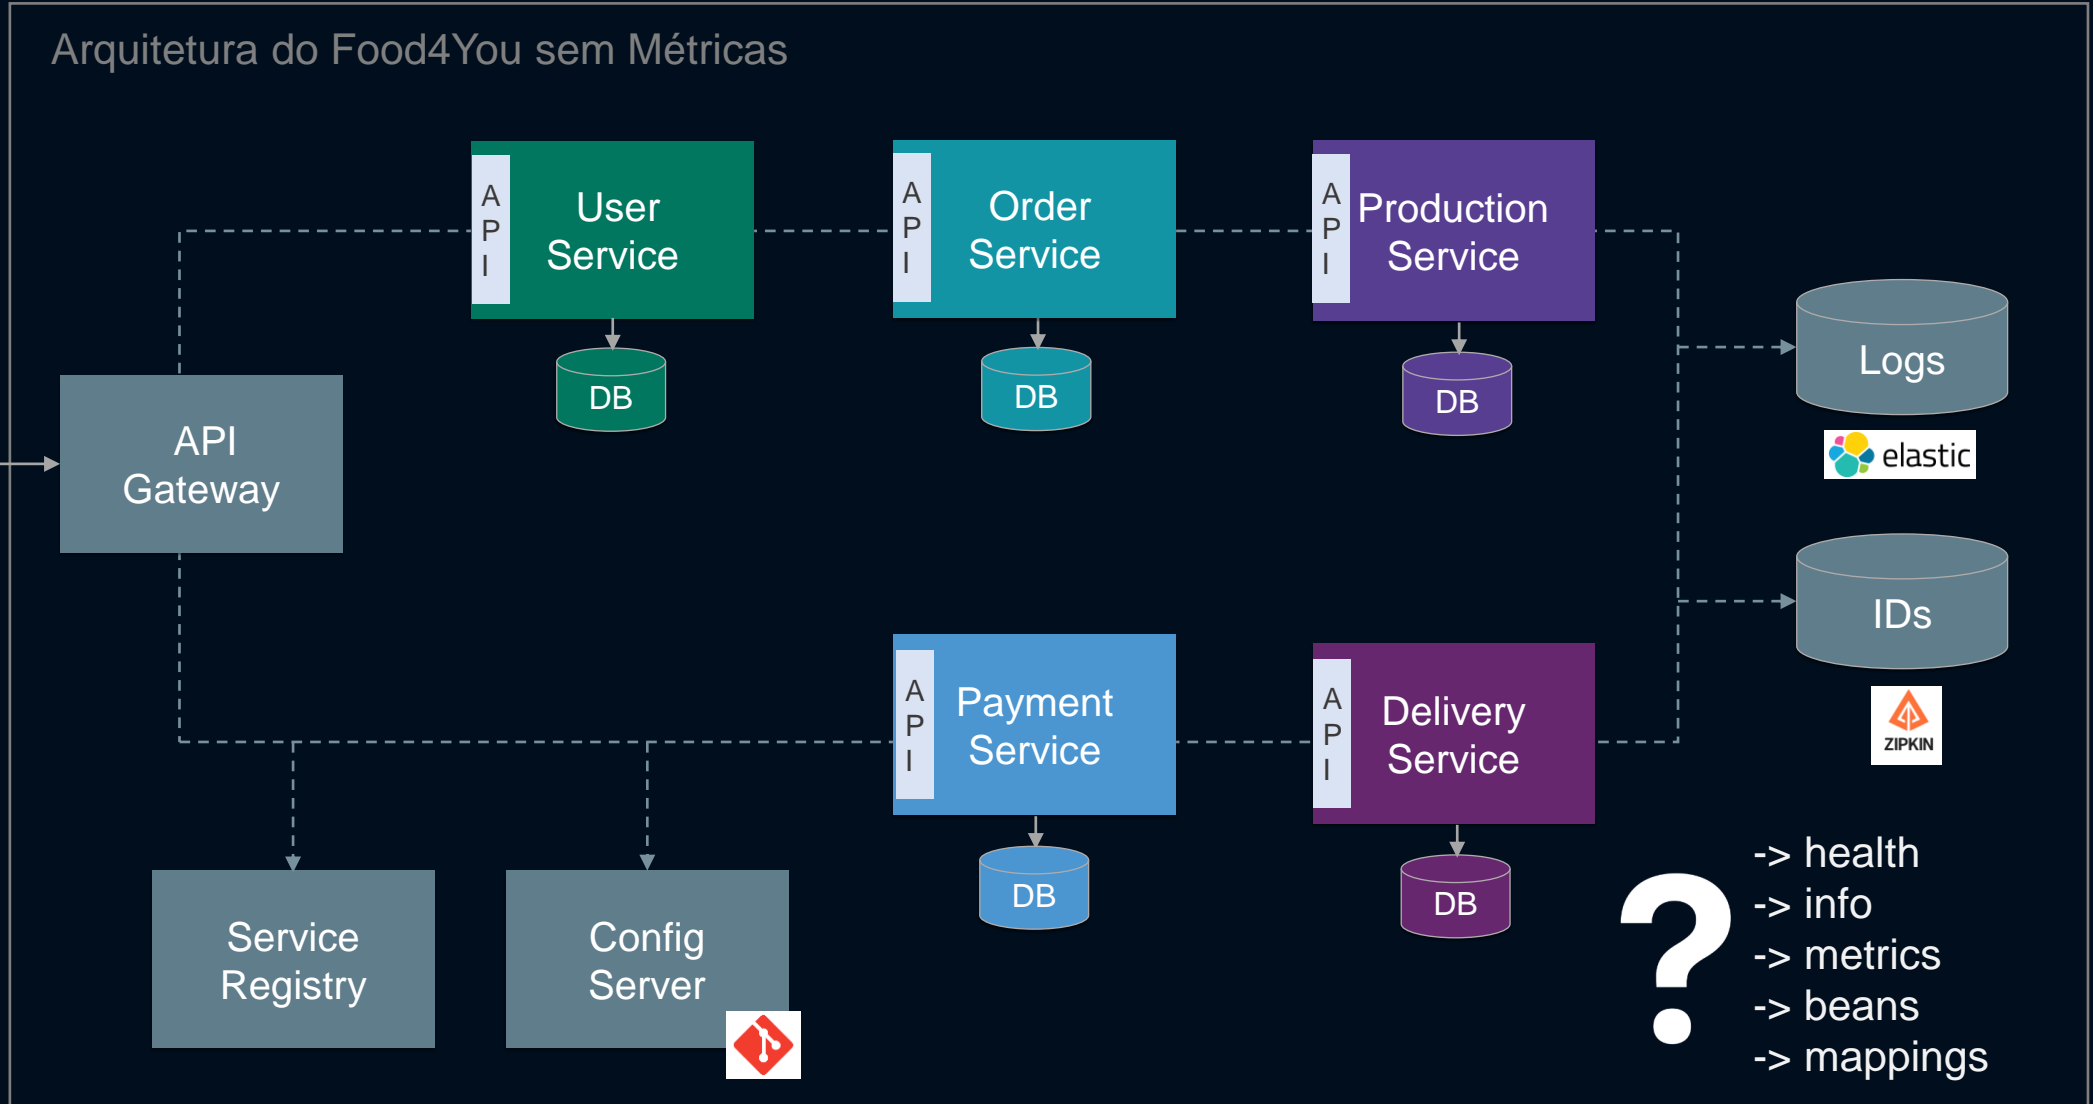 Arquitetura do Food4You sem Métricas
A
P
I
User
Service
DB
A
P
I
Order
Service
DB
A
P
I
Production
Service
DB
Logs
elastic
API
Gateway
IDs
ZIPKIN
A
P
I
Payment
Service
DB
A
P
I
Delivery
Service
DB
Service
Registry
Config
Server
?
-> health
-> info
-> metrics
-> beans
-> mappings